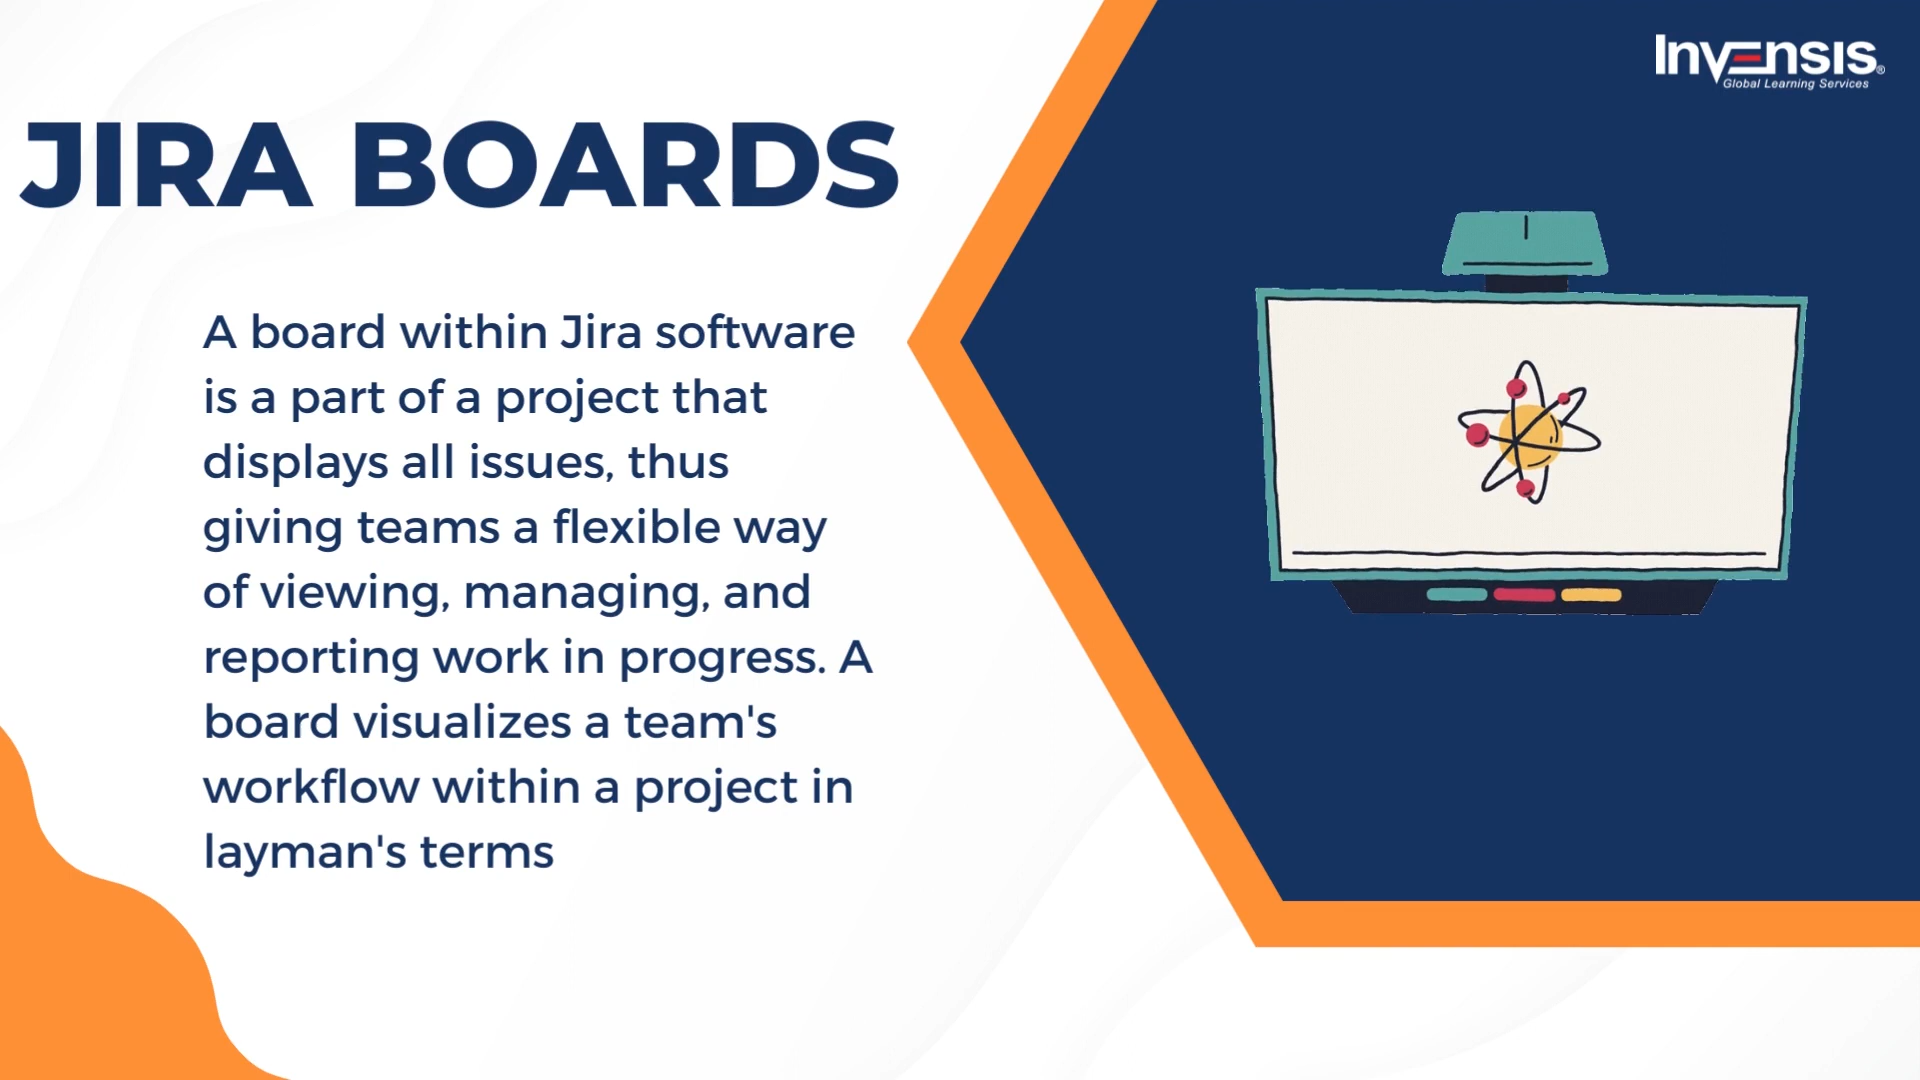 Invensis®
Global Learning Services
JIRA BOARDS
A board within Jira software
is a part of a project that
displays all issues, thus
giving teams a flexible way
of viewing, managing, and
reporting work in progress. A
board visualizes a team's
workflow within a project in
layman's terms